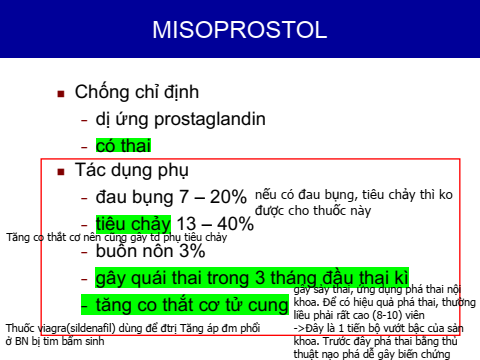 MISOPROSTOL
Chống chỉ định
– dị ứng prostaglandin
– có thai
Tác dụng phụ
– đau bụng 7 – 20%
nếu có đau bụng, tiêu chảy thì ko
được cho thuốc này
– tiêu chảy 13 – 40%
Tăng co thắt cơ nên cũng gây td phụ tiêu chảy
– buồn nôn 3%
– gây quái thai trong 3 tháng đầu thai kì
– tăng co thắt cơ tử cung
gây sảy thai, ứng dụng phá thai nội
khoa. Để có hiệu quả phá thai, thường
liều phải rất cao (8-10) viên
->Đây là 1 tiến bộ vướt bậc của sản
khoa. Trước đây phá thai bằng thủ
thuật nạo phá dễ gây biến chứng
Thuốc viagra(sildenafil) dùng để đtrị Tăng áp đm phổi
ở BN bị tim bẩm sinh